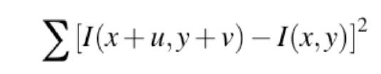 ∑ [I(x+u, y+v) − I(x,y)]²